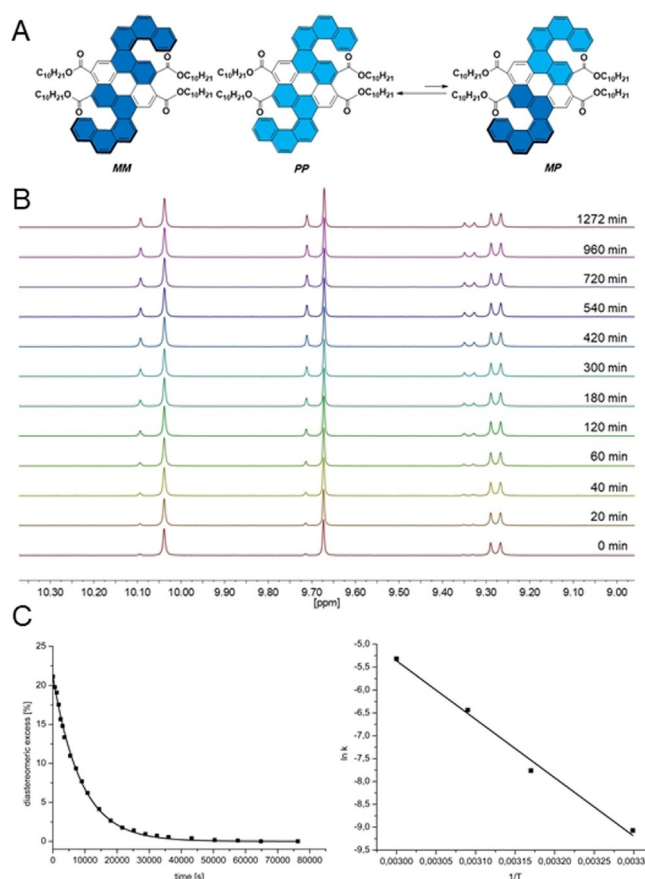 A
O O O O O O
C₁₀H₂₁O OC₁₀H₂₁ C₁₀H₂₁O OC₁₀H₂₁ C₁₀H₂₁O OC₁₀H₂₁
C₁₀H₂₁O OC₁₀H₂₁ C₁₀H₂₁O OC₁₀H₂₁ C₁₀H₂₁O OC₁₀H₂₁
O O O O O O
MM PP MP
B
1272 min
960 min
720 min
540 min
420 min
300 min
180 min
120 min
60 min
40 min
20 min
0 min
10.30 10.20 10.10 10.00 9.90 9.80 9.70 9.60 9.50 9.40 9.30 9.20 9.10 9.00
[ppm]
C
diastereomeric excess [%]
25
20
15
10
5
0
0 10000 20000 30000 40000 50000 60000 70000 80000
time [s]
ln k
-5,0
-5,5
-6,0
-6,5
-7,0
-7,5
-8,0
-8,5
-9,0
-9,5
0,00300 0,00305 0,00310 0,00315 0,00320 0,00325 0,0033
1/T